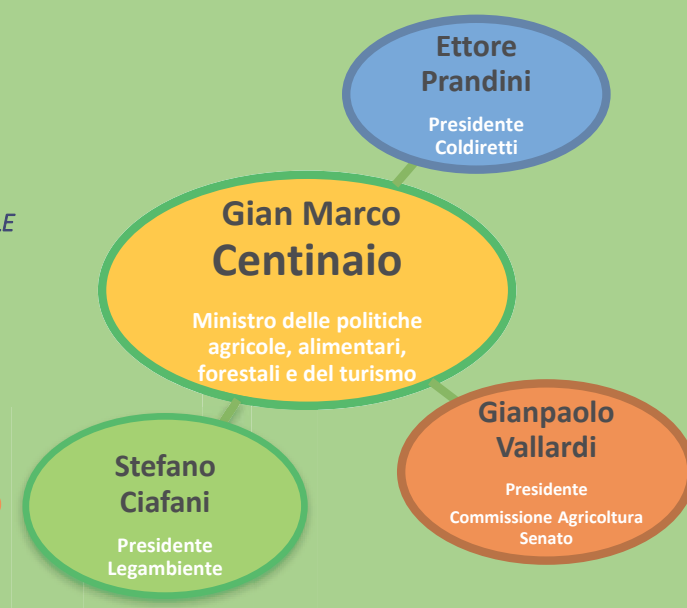 Ettore
Prandini
Presidente
Coldiretti
LE
Gian Marco
Centinaio
Ministro delle politiche
agricole, alimentari,
forestali e del turismo
Gianpaolo
Vallardi
Presidente
Commissione Agricoltura
Senato
Stefano
Ciafani
Presidente
Legambiente